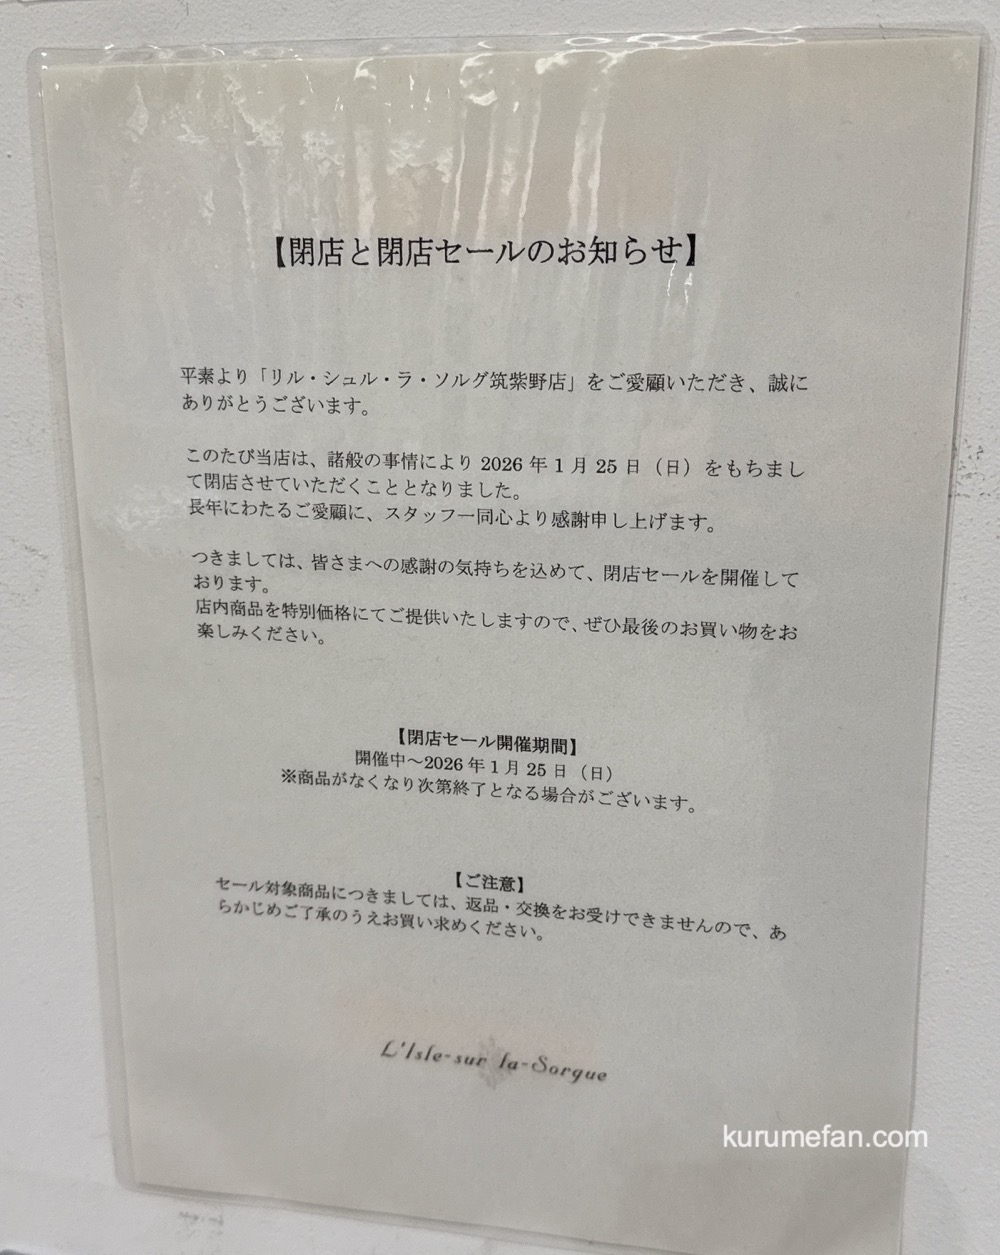 【閉店と閉店セールのお知らせ】
平素より「リル・シュル・ラ・ソルグ筑紫野店」をご愛顧いただき、誠に
ありがとうございます。
このたび当店は、諸般の事情により 2026 年 1 月 25 日（日）をもちまし
て閉店させていただくこととなりました。
長年にわたるご愛顧に、スタッフ一同心より感謝申し上げます。
つきましては、皆さまへの感謝の気持ちを込めて、閉店セールを開催して
おります。
店内商品を特別価格にてご提供いたしますので、ぜひ最後のお買い物をお
楽しみください。
【閉店セール開催期間】
開催中～2026 年 1 月 25 日（日）
※商品がなくなり次第終了となる場合がございます。
【ご注意】
セール対象商品につきましては、返品・交換をお受けできませんので、あ
らかじめご了承のうえお買い求めください。
L'Isle-sur la-Sorgue
kurumefan.com